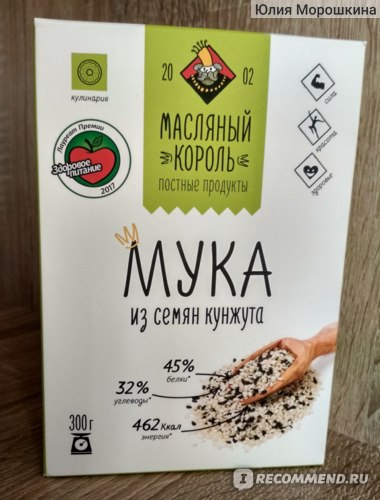 Юлия Морошкина
20 02
кулинария
МАСЛЯНЫЙ
КОРОЛЬ
постные продукты
сила
красота
здоровье
Лауреат Премии
Здоровое
питание
2017
МУКА
из семян кунжута
45%
белки*
32%
углеводы*
462 Ккал
энергия*
300 г
IRECOMMEND.RU